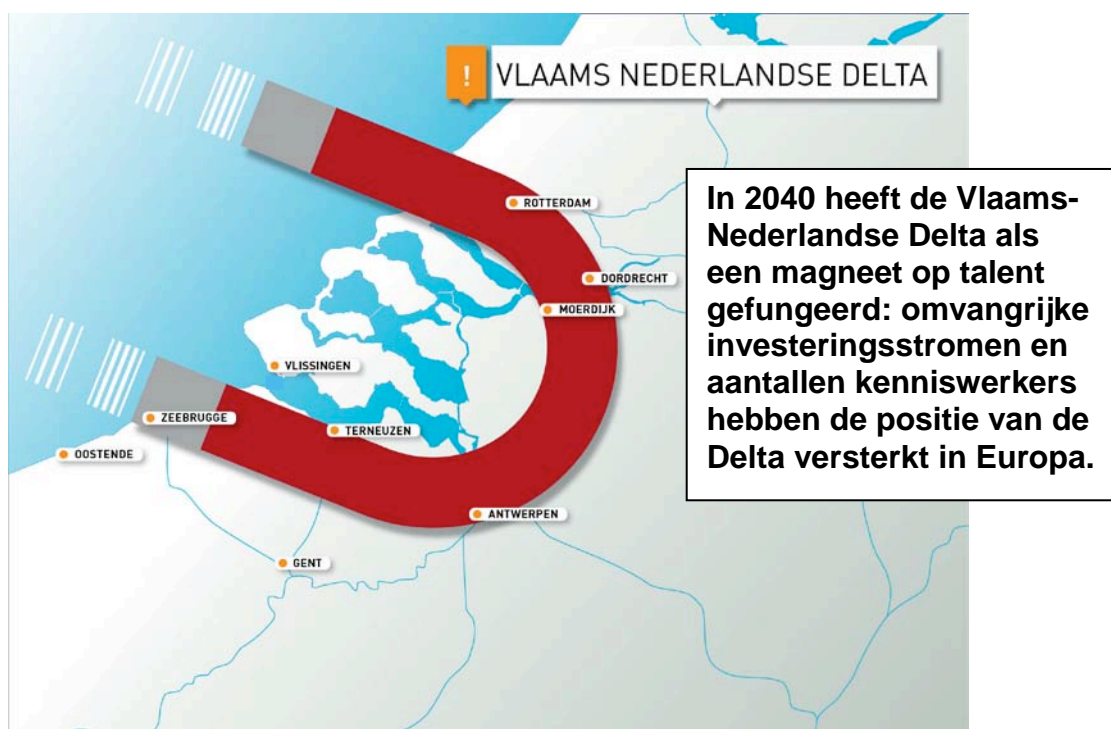 ! VLAAMS NEDERLANDSE DELTA
In 2040 heeft de Vlaams-
Nederlandse Delta als
een magneet op talent
gefungeerd: omvangrijke
investeringsstromen en
aantallen kenniswerkers
hebben de positie van de
Delta versterkt in Europa.
ROTTERDAM
DORDRECHT
MOERDIJK
VLISSINGEN
ZEEBRUGGE
TERNEUZEN
OOSTENDE
ANTWERPEN
GENT